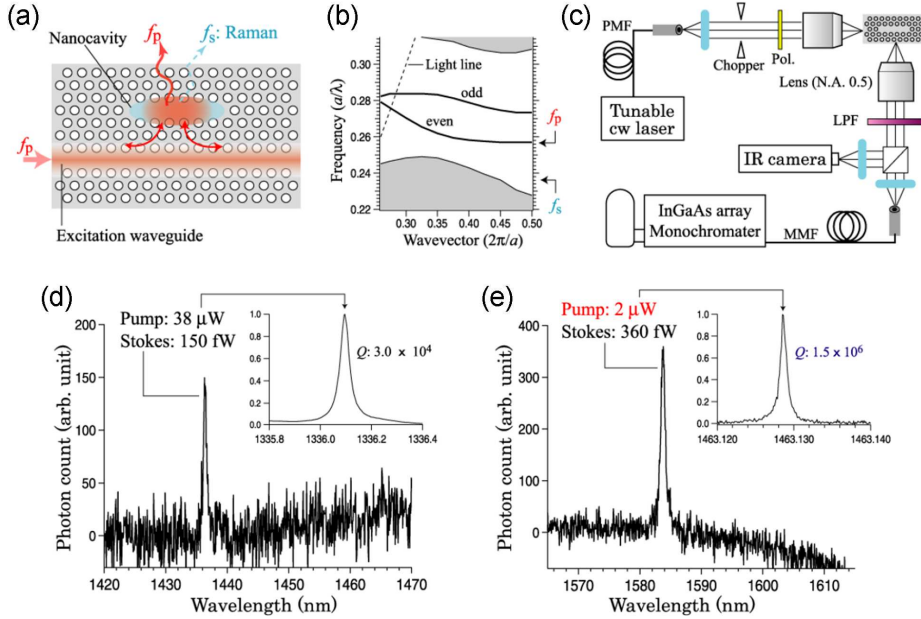 (a)
fp
fs: Raman
Nanocavity
fp
Excitation waveguide
(b)
Frequency (a/λ)
0.32
0.30
0.28
0.26
0.24
0.22
Light line
odd
even
fp
fs
0.30 0.35 0.40 0.45 0.50
Wavevector (2π/a)
(c)
PMF
Chopper
Pol.
Lens (N.A. 0.5)
Tunable
cw laser
LPF
IR camera
InGaAs array
Monochromater
MMF
(d)
Photon count (arb. unit)
200
150
100
50
0
Pump: 38 μW
Stokes: 150 fW
1.0
0.8
0.6
0.4
0.2
0.0
Q: 3.0 × 10⁴
1335.8 1336.0 1336.2 1336.4
1420 1430 1440 1450 1460 1470
Wavelength (nm)
(e)
Photon count (arb. unit)
400
300
200
100
0
Pump: 2 μW
Stokes: 360 fW
1.0
0.8
0.6
0.4
0.2
0.0
Q: 1.5 x 10⁶
1463.120 1463.130 1463.140
1570 1580 1590 1600 1610
Wavelength (nm)